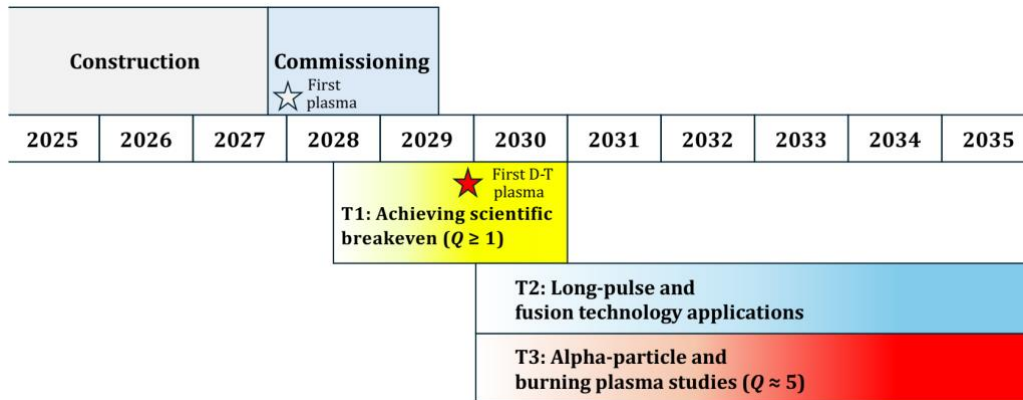 Construction
Commissioning
First
plasma
2025 2026 2027 2028 2029 2030 2031 2032 2033 2034 2035
First D-T
plasma
T1: Achieving scientific
breakeven (Q ≥ 1)
T2: Long-pulse and
fusion technology applications
T3: Alpha-particle and
burning plasma studies (Q ≈ 5)